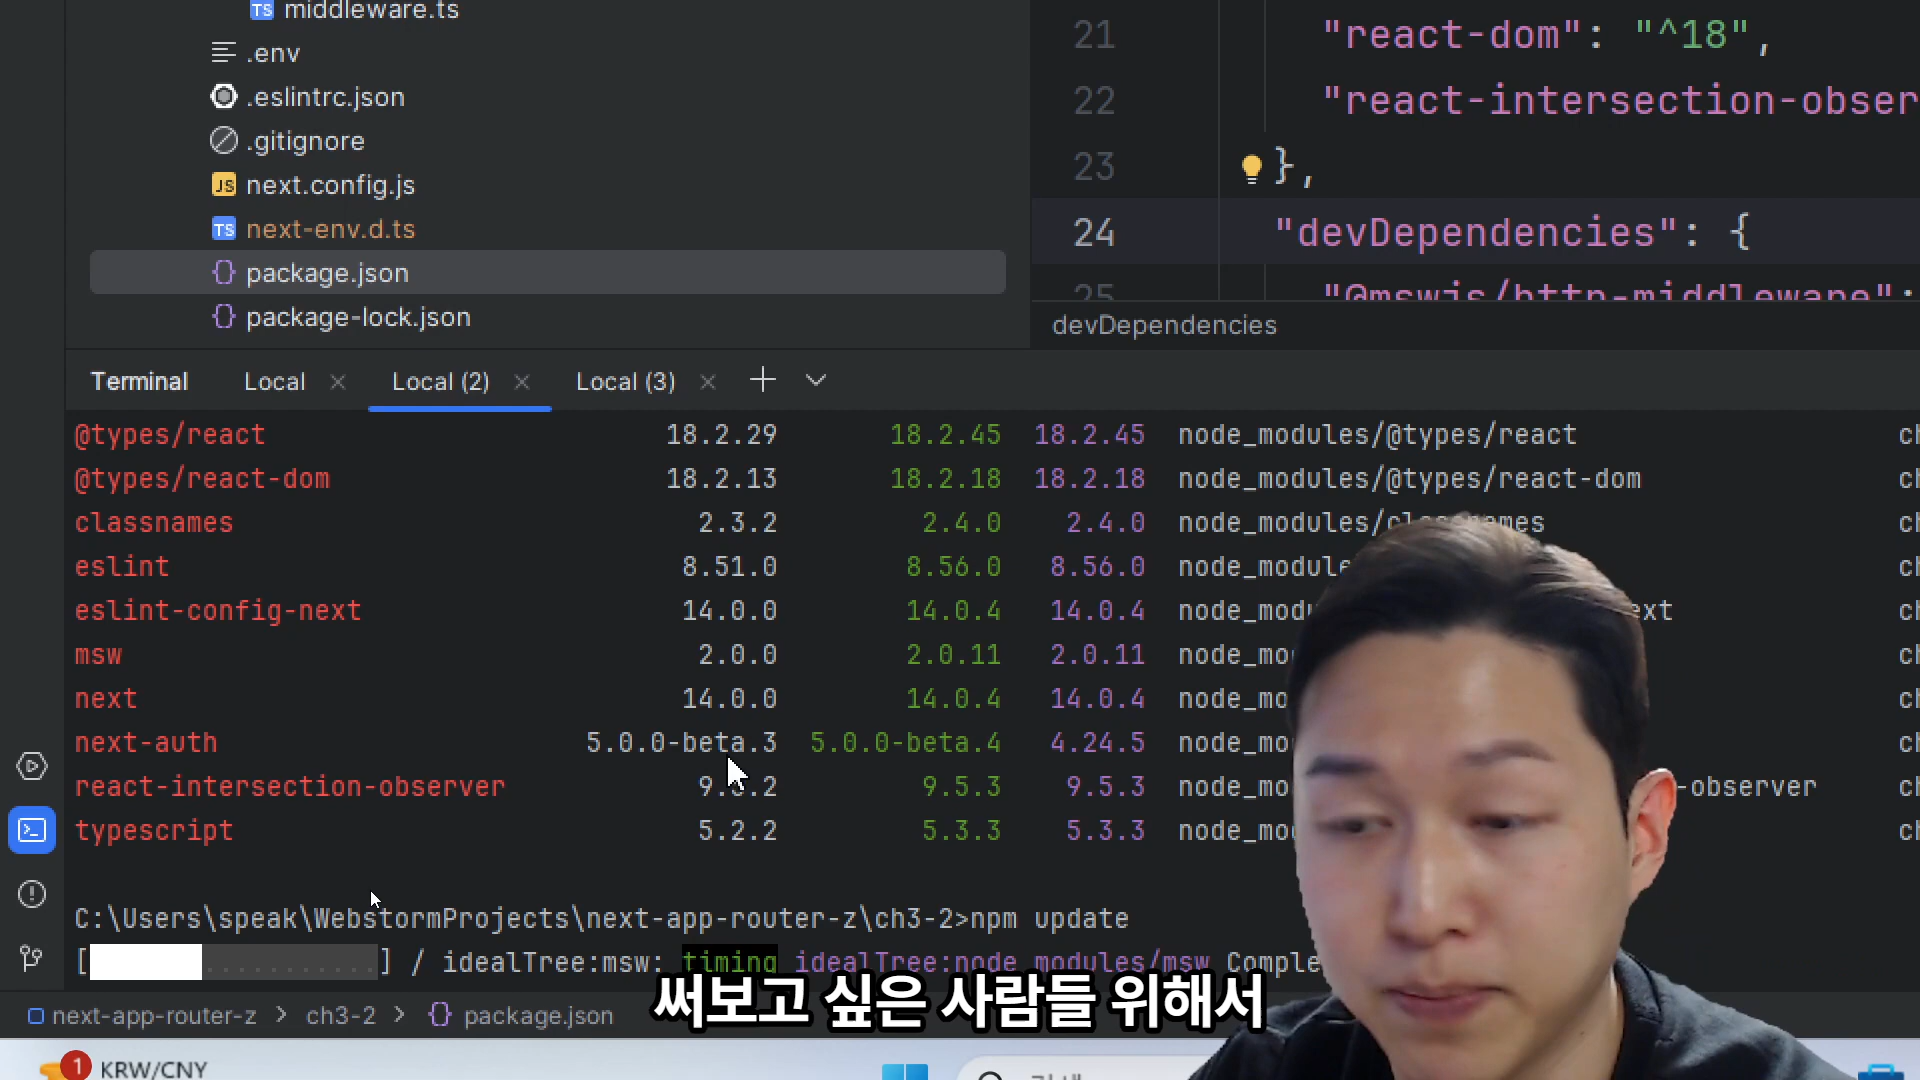 middleware.ts
.env
.eslintrc.json
.gitignore
next.config.js
next-env.d.ts
package.json
package-lock.json
21 "react-dom": "^18",
22 "react-intersection-obser
23 },
24 "devDependencies": {
25 "@mswjs/http-middleware":
devDependencies
Terminal Local Local (2) Local (3)
@types/react 18.2.29 18.2.45 18.2.45 node_modules/@types/react
@types/react-dom 18.2.13 18.2.18 18.2.18 node_modules/@types/react-dom
classnames 2.3.2 2.4.0 2.4.0 node_modules/classnames
eslint 8.51.0 8.56.0 8.56.0
eslint-config-next 14.0.0 14.0.4 14.0.4
msw 2.0.0 2.0.11 2.0.11
next 14.0.0 14.0.4 14.0.4
next-auth 5.0.0-beta.3 5.0.0-beta.4 4.24.5
react-intersection-observer 9.5.3 9.5.3 -observer
typescript 5.2.2 5.3.3 5.3.3
C:\Users\speak\WebstormProjects\next-app-router-z\ch3-2>npm update
[..........] / idealTree:msw: timing idealTree:node_modules/msw Comple
써보고 싶은 사람들 위해서
next-app-router-z > ch3-2 > package.json
1 KRW/CNY